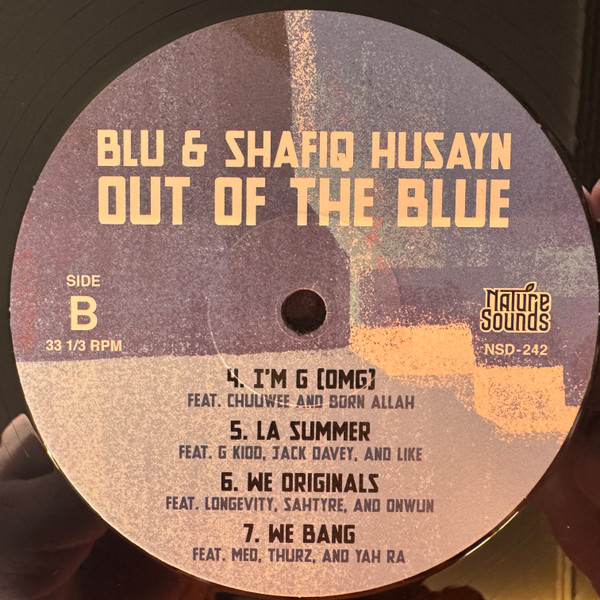 BLU & SHAFIQ HUSAYN
OUT OF THE BLUE
SIDE
B
33 1/3 RPM
NATURE
SOUNDS
NSD-242
4. I'M G (OMG)
FEAT. CHUUWEE AND BORN ALLAH
5. LA SUMMER
FEAT. G KIDD, JACK DAVEY, AND LIKE
6. WE ORIGINALS
FEAT. LONGEVITY, SAHTYRE, AND ONWUN
7. WE BANG
FEAT. MED, THURZ, AND YAH RA